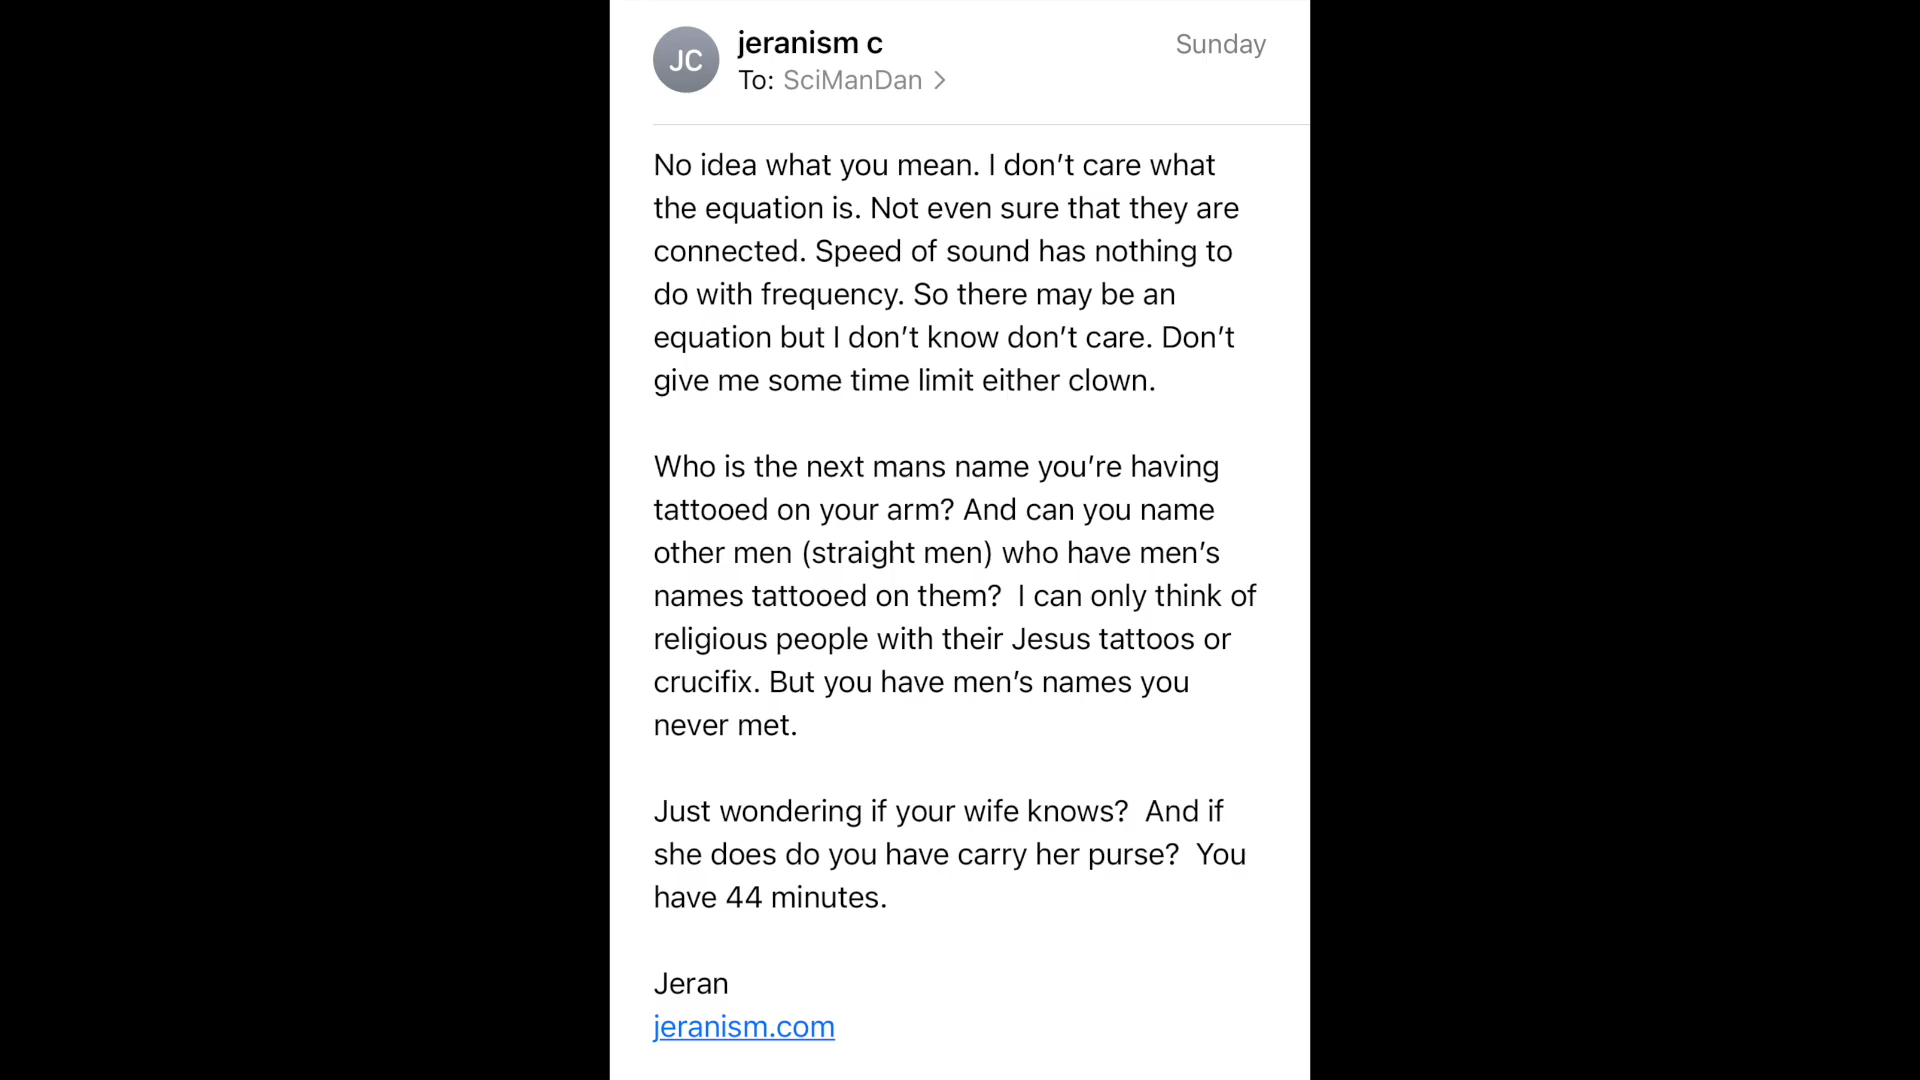 JC
jeranism c
Sunday
To: SciManDan >
No idea what you mean. I don’t care what
the equation is. Not even sure that they are
connected. Speed of sound has nothing to
do with frequency. So there may be an
equation but I don’t know don’t care. Don’t
give me some time limit either clown.
Who is the next mans name you’re having
tattooed on your arm? And can you name
other men (straight men) who have men’s
names tattooed on them?  I can only think of
religious people with their Jesus tattoos or
crucifix. But you have men’s names you
never met.
Just wondering if your wife knows?  And if
she does do you have carry her purse?  You
have 44 minutes.
Jeran
jeranism.com